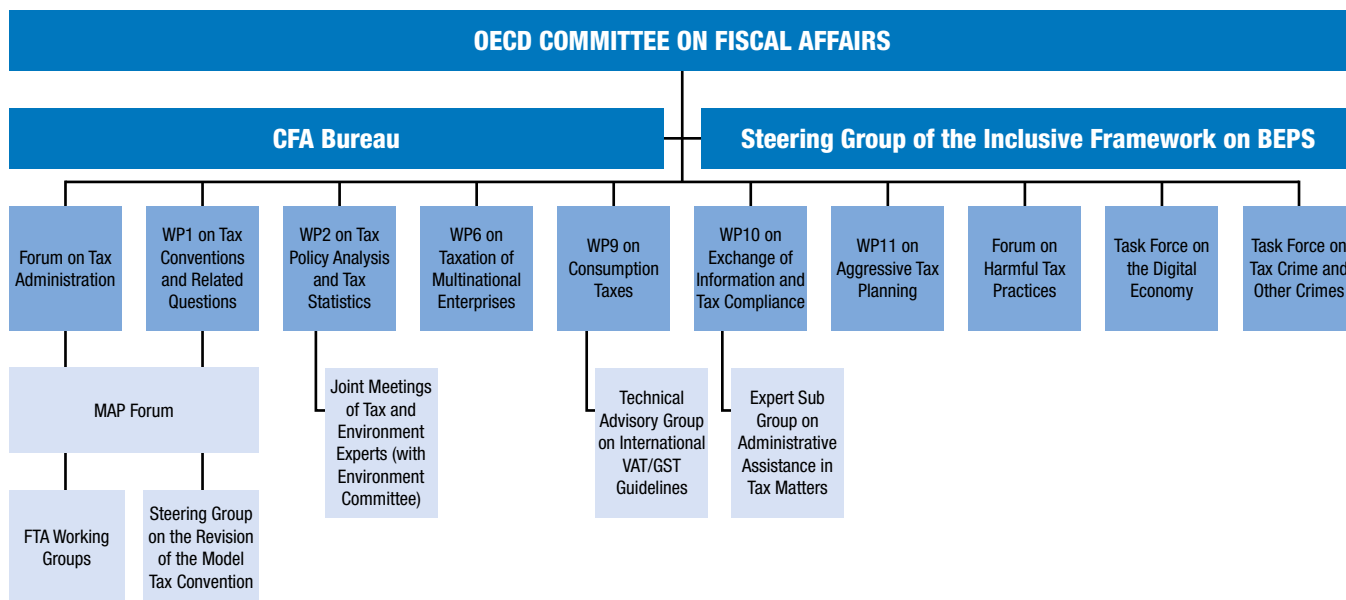 OECD COMMITTEE ON FISCAL AFFAIRS
CFA Bureau
Steering Group of the Inclusive Framework on BEPS
Forum on Tax
Administration
WP1 on Tax
Conventions
and Related
Questions
WP2 on Tax
Policy Analysis
and Tax
Statistics
WP6 on
Taxation of
Multinational
Enterprises
WP9 on
Consumption
Taxes
WP10 on
Exchange of
Information and
Tax Compliance
WP11 on
Aggressive Tax
Planning
Forum on
Harmful Tax
Practices
Task Force on
the Digital
Economy
Task Force on
Tax Crime and
Other Crimes
MAP Forum
Joint Meetings
of Tax and
Environment
Experts (with
Environment
Committee)
Technical
Advisory Group
on International
VAT/GST
Guidelines
Expert Sub
Group on
Administrative
Assistance in
Tax Matters
FTA Working
Groups
Steering Group
on the Revision
of the Model
Tax Convention